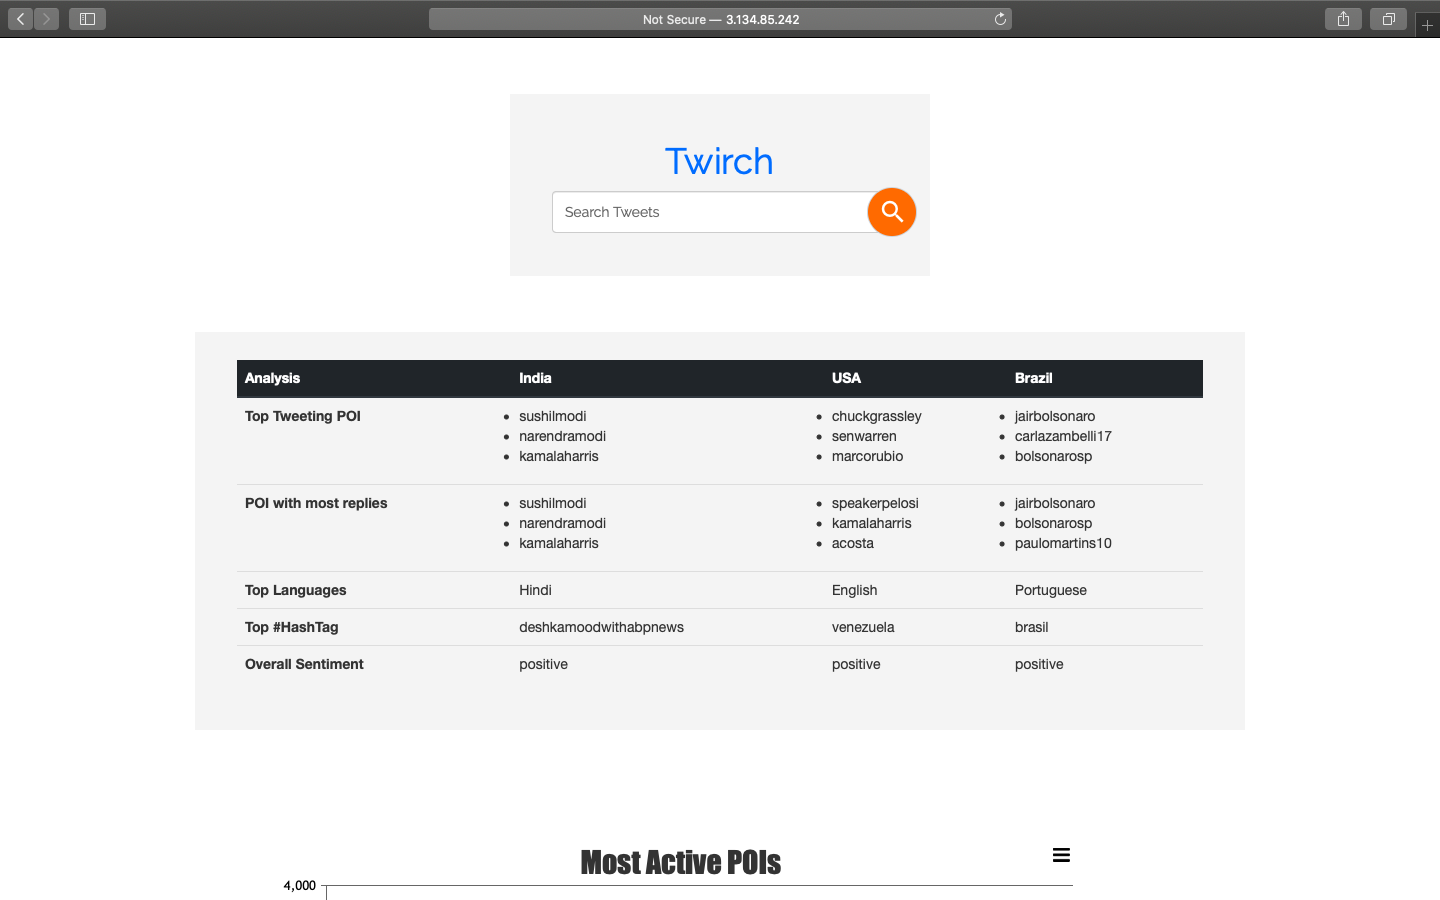 Not Secure — 3.134.85.242
Twirch
Search Tweets
Analysis India USA Brazil
Top Tweeting POI
• sushilmodi
• narendramodi
• kamalaharris
• chuckgrassley
• senwarren
• marcorubio
• jairbolsonaro
• carlazambelli17
• bolsonarosp
POI with most replies
• sushilmodi
• narendramodi
• kamalaharris
• speakerpelosi
• kamalaharris
• acosta
• jairbolsonaro
• bolsonarosp
• paulomartins10
Top Languages Hindi English Portuguese
Top #HashTag deshkamoodwithabpnews venezuela brasil
Overall Sentiment positive positive positive
Most Active POIs
4,000